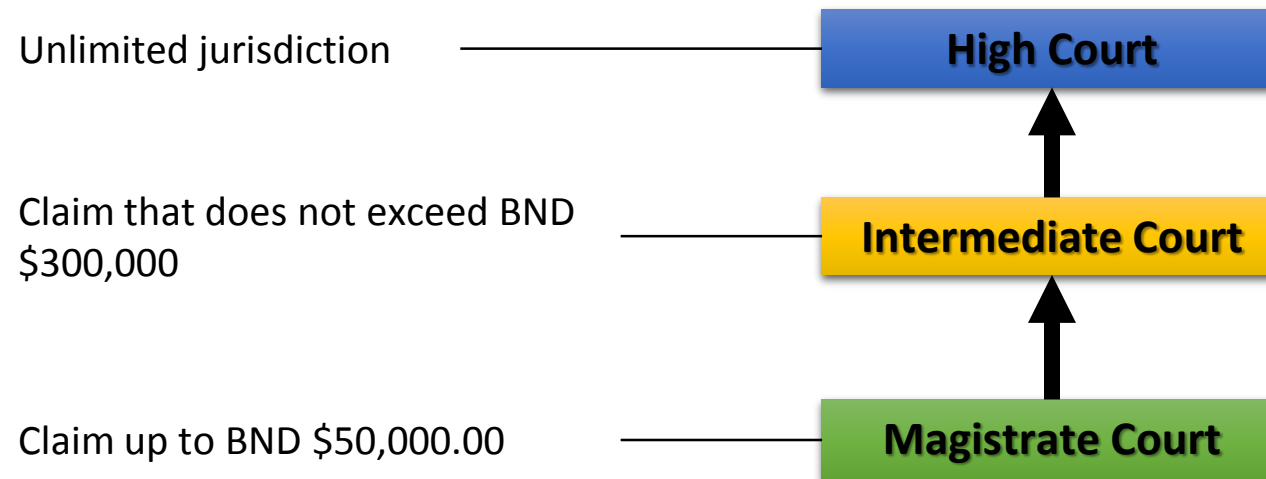 Unlimited jurisdiction
High Court
Claim that does not exceed BND
$300,000
Intermediate Court
Claim up to BND $50,000.00
Magistrate Court